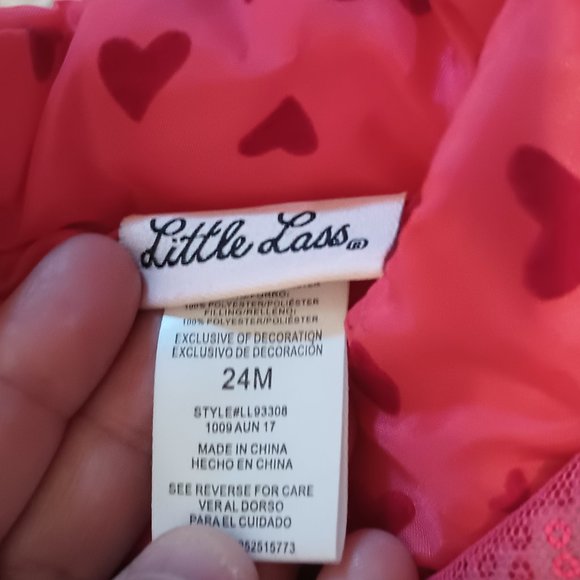 Little Lass®
100% POLYESTER/POLIÉSTER
FILLING/RELLENO:
100% POLYESTER/POLIÉSTER
EXCLUSIVE OF DECORATION
EXCLUSIVO DE DECORACIÓN
24M
STYLE#LL93308
1009 AUN 17
MADE IN CHINA
HECHO EN CHINA
SEE REVERSE FOR CARE
VER AL DORSO
PARA EL CUIDADO
52515773